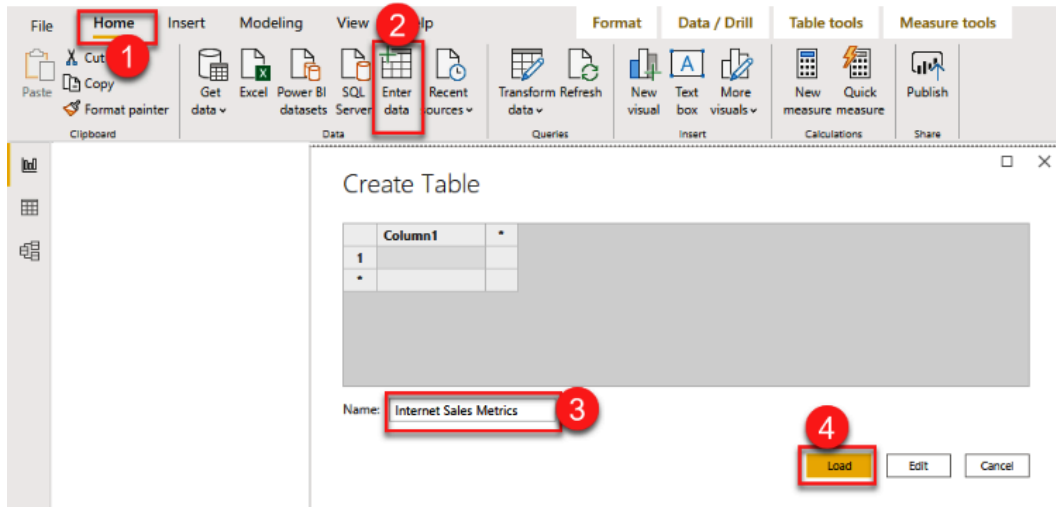 File Home Insert Modeling View lp Format Data / Drill Table tools Measure tools
1 2
Paste Cut Copy Format painter
Get data Excel Power BI datasets SQL Server Enter data ources
Recent
Transform data Refresh
New visual Text box A More visuals
New measure Quick measure Publish
Clipboard Data Queries Insert Calculations Share
Create Table
Column1 *
1
*
Name: Internet Sales Metrics 3
4
Load Edit Cancel